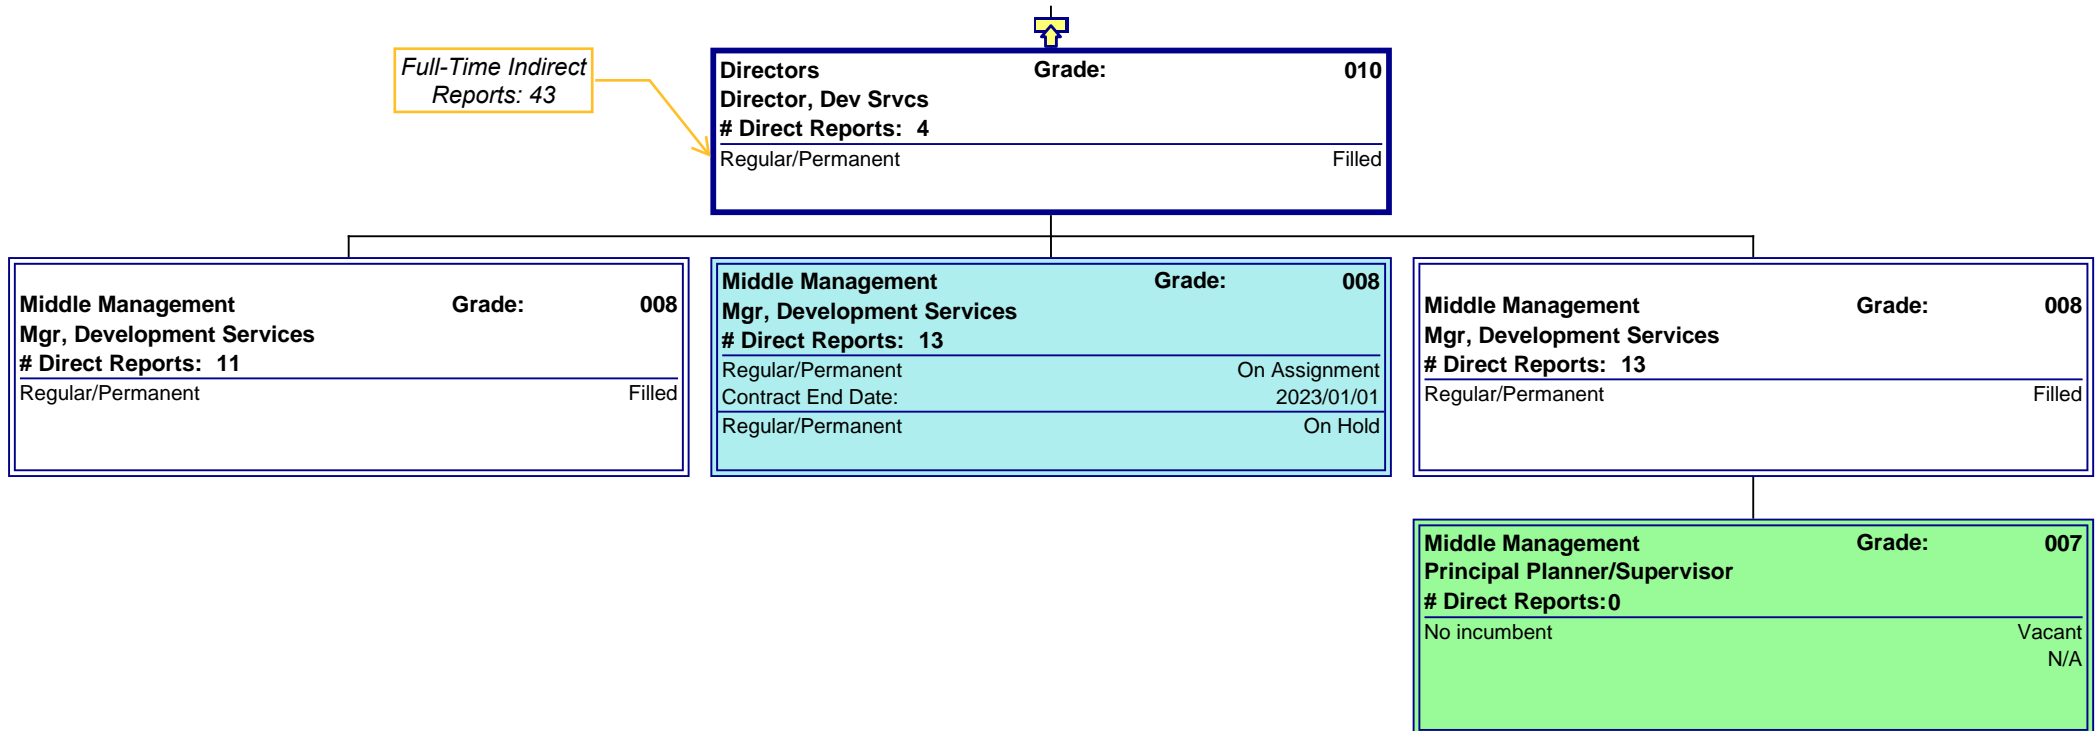 Full-Time Indirect
Reports: 43
Directors Grade: 010
Director, Dev Srvcs
# Direct Reports: 4
Regular/Permanent Filled
Middle Management Grade: 008
Mgr, Development Services
# Direct Reports: 11
Regular/Permanent Filled
Middle Management Grade: 008
Mgr, Development Services
# Direct Reports: 13
Regular/Permanent On Assignment
Contract End Date: 2023/01/01
Regular/Permanent On Hold
Middle Management Grade: 008
Mgr, Development Services
# Direct Reports: 13
Regular/Permanent Filled
Middle Management Grade: 007
Principal Planner/Supervisor
# Direct Reports:0
No incumbent Vacant
N/A